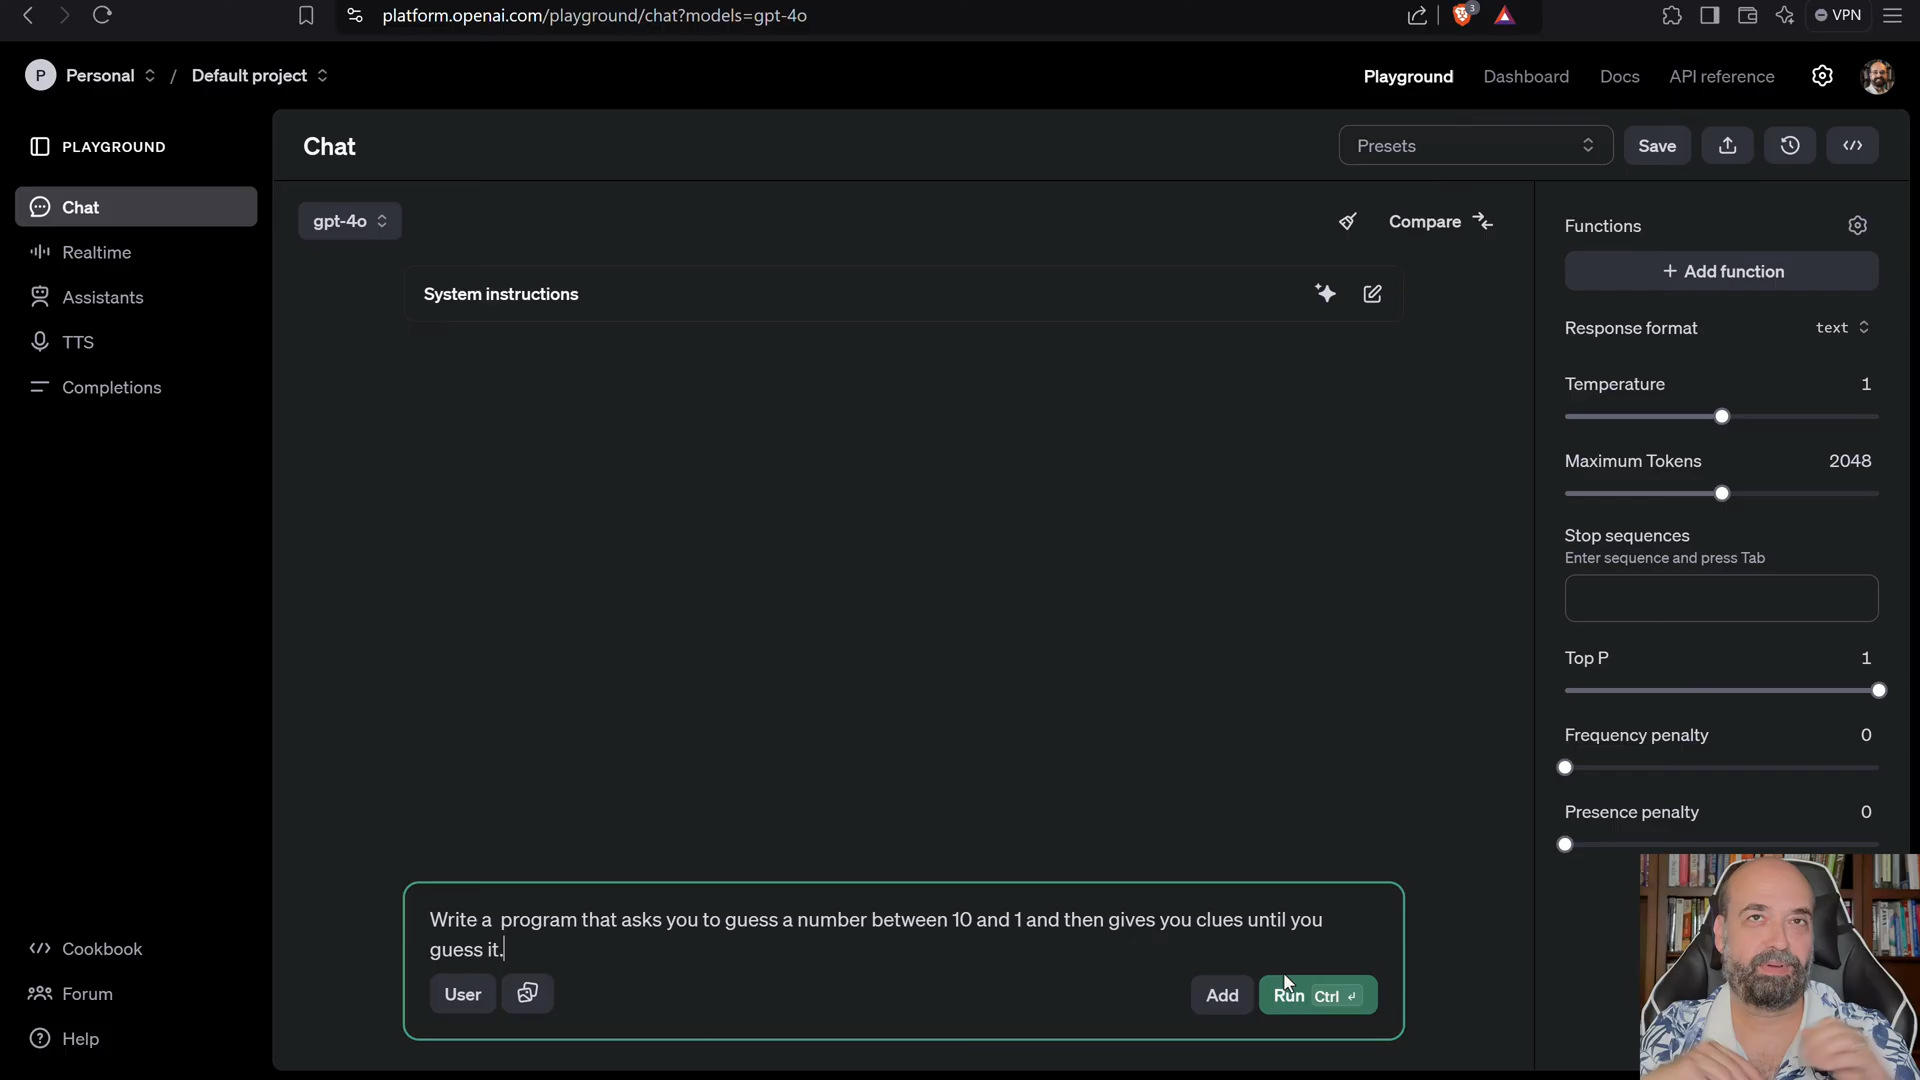 platform.openai.com/playground/chat?models=gpt-4o
3
VPN
P Personal / Default project
Playground Dashboard Docs API reference
PLAYGROUND
Chat
Realtime
Assistants
TTS
Completions
Cookbook
Forum
Help
Chat
Presets
Save
gpt-4o
Compare
System instructions
Write a  program that asks you to guess a number between 10 and 1 and then gives you clues until you
guess it.
User
Add
Run Ctrl ↵
Functions
+ Add function
Response format text
Temperature 1
Maximum Tokens 2048
Stop sequences
Enter sequence and press Tab
Top P 1
Frequency penalty 0
Presence penalty 0